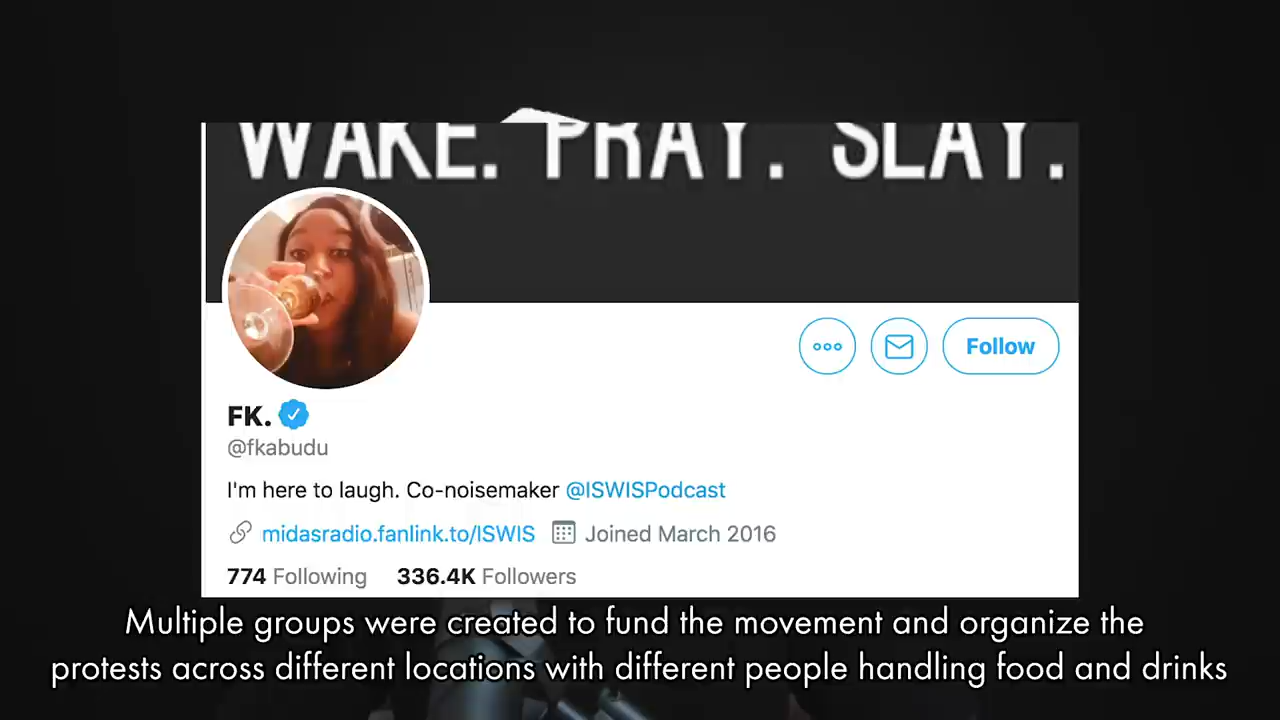 WAKE. PRAY. SLAY.
Follow
FK.
@fkabudu
I'm here to laugh. Co-noisemaker @ISWISPodcast
midasradio.fanlink.to/ISWIS Joined March 2016
774 Following 336.4K Followers
Multiple groups were created to fund the movement and organize the
protests across different locations with different people handling food and drinks